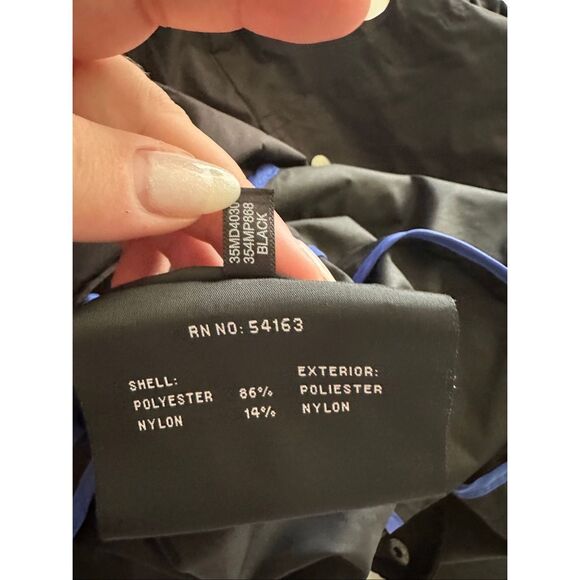 35MD4030
354MP868
BLACK
RN NO: 54163
SHELL:
POLYESTER 86%
NYLON 14%
EXTERIOR:
POLIESTER
NYLON